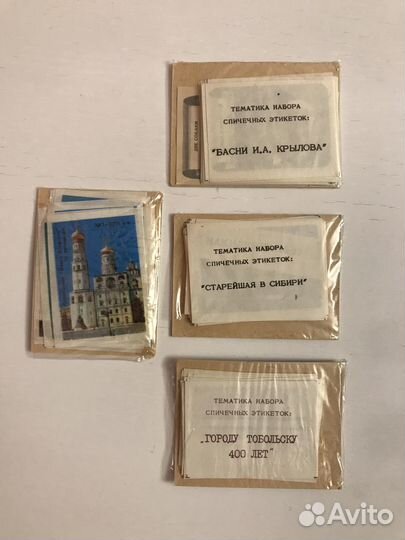 ТЕМАТИКА НАБОРА
СПИЧЕЧНЫХ ЭТИКЕТОК:
"БАСНИ И.А. КРЫЛОВА"
ТЕМАТИКА НАБОРА
СПИЧЕЧНЫХ ЭТИКЕТОК:
"СТАРЕЙШАЯ В СИБИРИ"
ТЕМАТИКА НАБОРА
СПИЧЕЧНЫХ ЭТИКЕТОК:
„ГОРОДУ ТОБОЛЬСКУ
400 ЛЕТ"
Avito